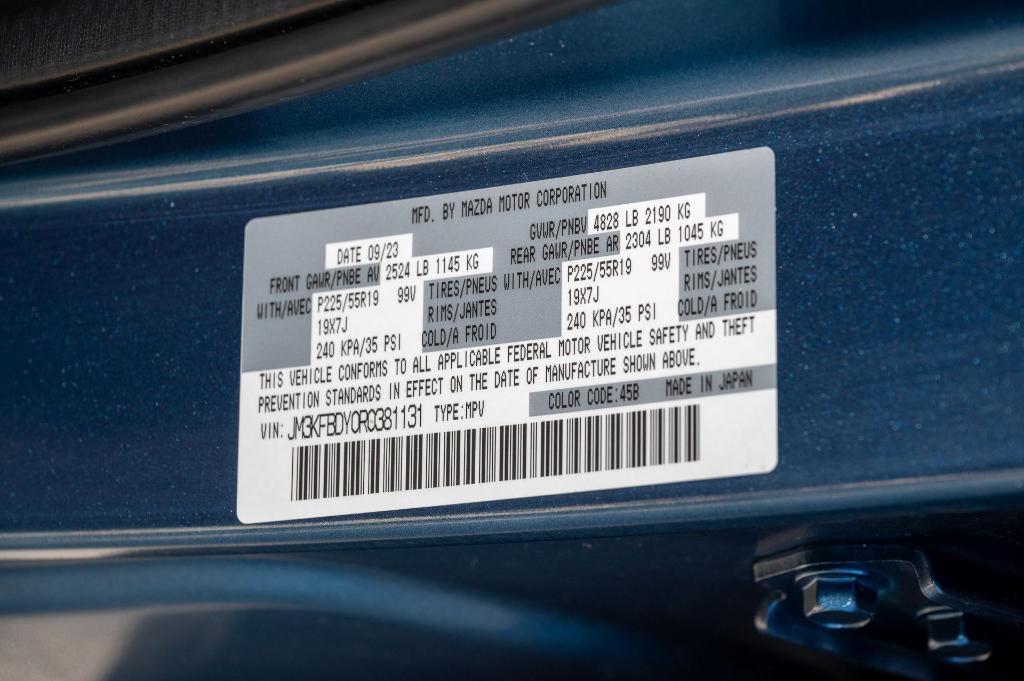 MFD. BY MAZDA MOTOR CORPORATION
DATE 09/23 GVWR/PNBV 4828 LB 2190 KG
FRONT GAWR/PNBE AV 2524 LB 1145 KG REAR GAWR/PNBE AR 2304 LB 1045 KG
WITH/AVEC P225/55R19 99V TIRES/PNEUS WITH/AVEC P225/55R19 99V TIRES/PNEUS
19X7J RIMS/JANTES 19X7J RIMS/JANTES
240 KPA/35 PSI COLD/A FROID 240 KPA/35 PSI COLD/A FROID
THIS VEHICLE CONFORMS TO ALL APPLICABLE FEDERAL MOTOR VEHICLE SAFETY AND THEFT
PREVENTION STANDARDS IN EFFECT ON THE DATE OF MANUFACTURE SHOWN ABOVE.
VIN: JM3KFBDY0R0381131 TYPE:MPV COLOR CODE:45B MADE IN JAPAN